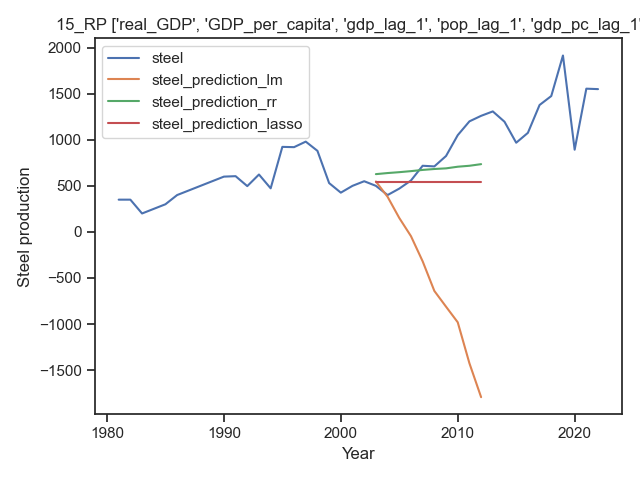 15_RP ['real_GDP', 'GDP_per_capita', 'gdp_lag_1', 'pop_lag_1', 'gdp_pc_lag_1'
steel
steel_prediction_lm
steel_prediction_rr
steel_prediction_lasso
Steel production
2000
1500
1000
500
0
−500
−1000
−1500
1980
1990
2000
2010
2020
Year